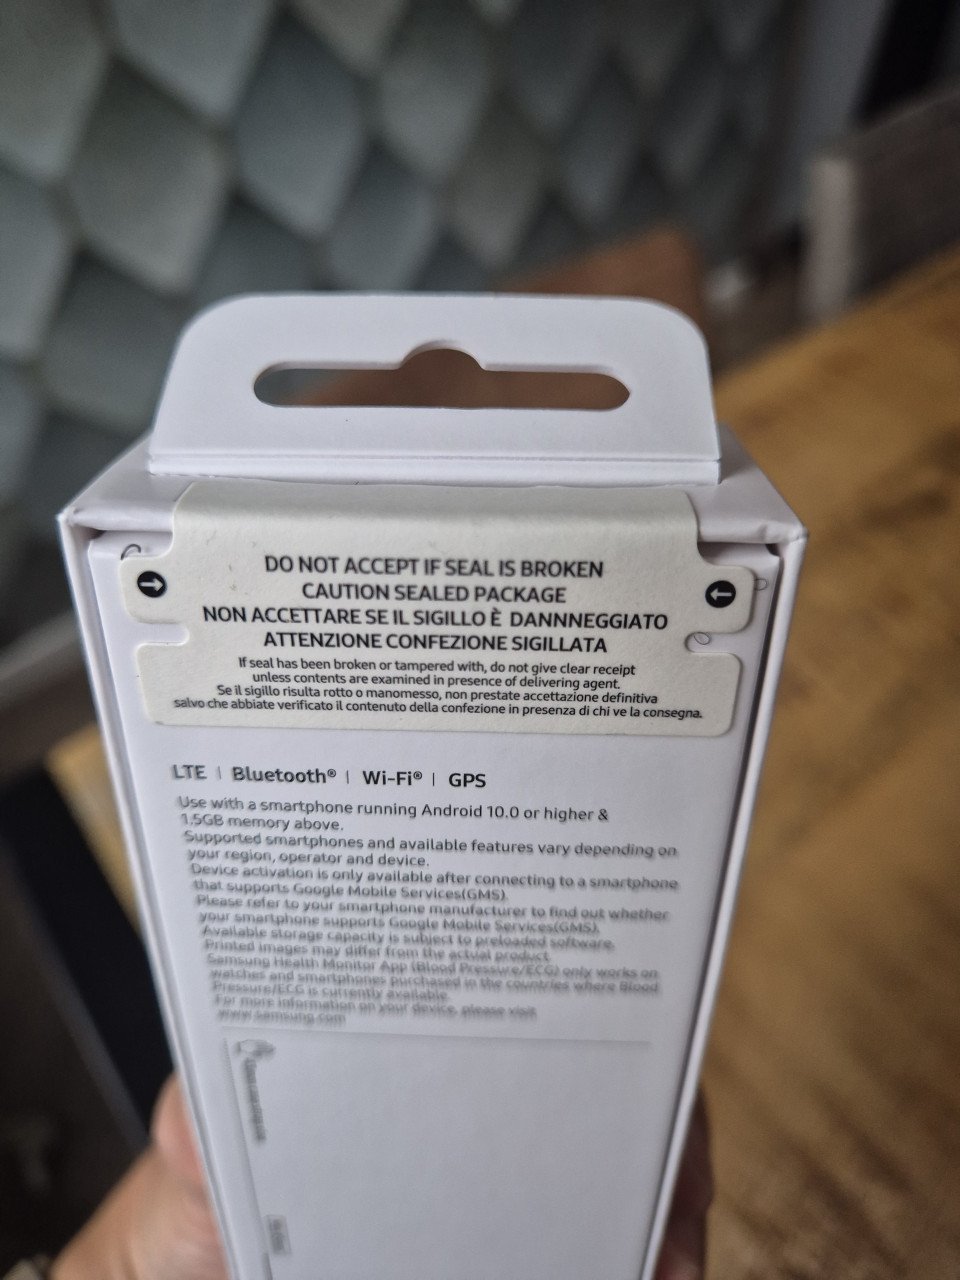 DO NOT ACCEPT IF SEAL IS BROKEN
CAUTION SEALED PACKAGE
NON ACCETTARE SE IL SIGILLO È DANNNEGGIATO
ATTENZIONE CONFEZIONE SIGILLATA
If seal has been broken or tampered with, do not give clear receipt
unless contents are examined in presence of delivering agent.
Se il sigillo risulta rotto o manomesso, non prestate accettazione definitiva
salvo che abbiate verificato il contenuto della confezione in presenza di chi ve la consegna.
LTE | Bluetooth® | Wi-Fi® | GPS
Use with a smartphone running Android 10.0 or higher &
1.5GB memory above.
Supported smartphones and available features vary depending on
your region, operator and device.
Device activation is only available after connecting to a smartphone
that supports Google Mobile Services(GMS).
Please refer to your smartphone manufacturer to find out whether
your smartphone supports Google Mobile Services(GMS).
Available storage capacity is subject to preloaded software.
Printed images may differ from the actual product.
Samsung Health Monitor App (Blood Pressure/ECG) only works on
watches and smartphones purchased in the countries where Blood
Pressure/ECG is currently available.
For more information on your device, please visit
www.samsung.com